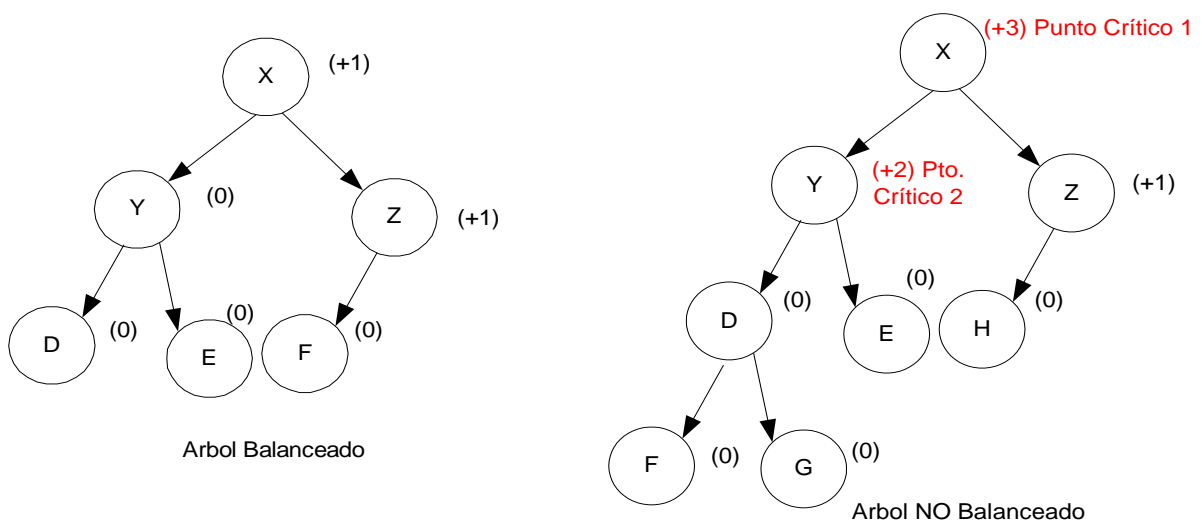 X
(+1)
Y
(0)
Z
(+1)
D
(0)
E
(0)
F
(0)
Arbol Balanceado
X
(+3) Punto Crítico 1
Y
(+2) Pto.
Crítico 2
Z
(+1)
D
(0)
E
(0)
H
(0)
F
(0)
G
(0)
Arbol NO Balanceado